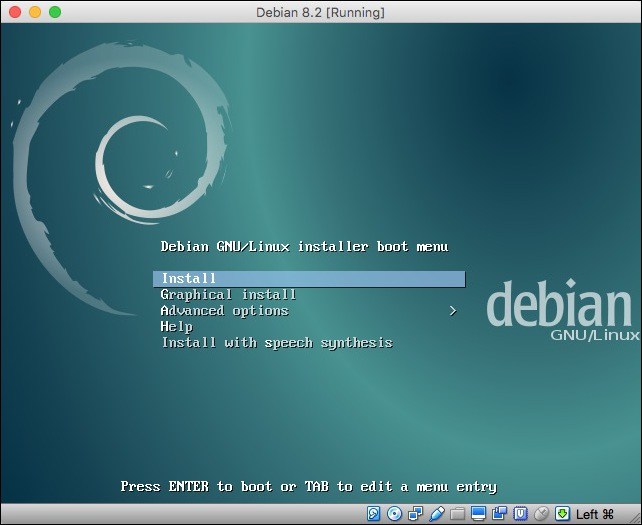 Debian 8.2 [Running]
Debian GNU/Linux installer boot menu
Install
Graphical install
Advanced options >
Help
Install with speech synthesis
debian
GNU/Linux
Press ENTER to boot or TAB to edit a menu entry
Left ⌘